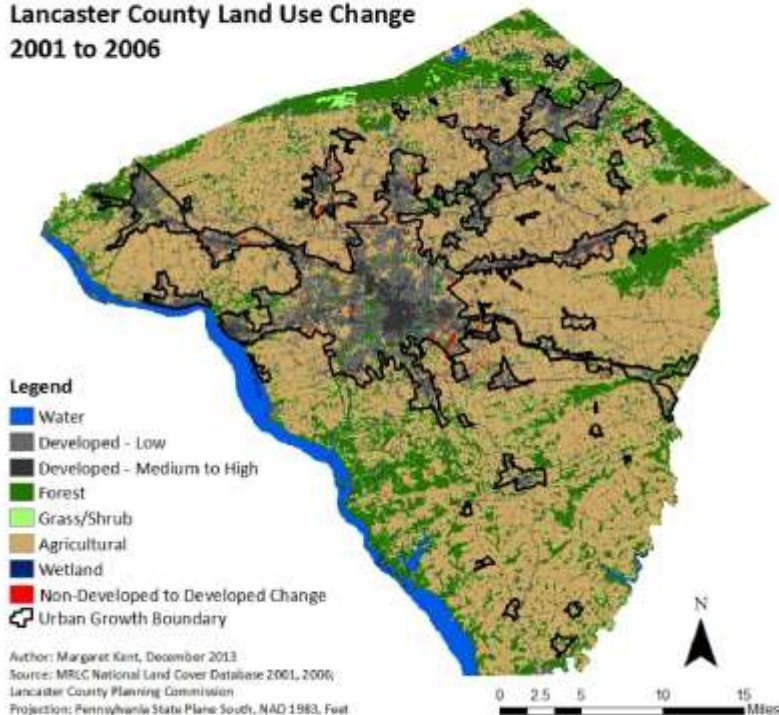 Lancaster County Land Use Change
2001 to 2006
Legend
Water
Developed - Low
Developed - Medium to High
Forest
Grass/Shrub
Agricultural
Wetland
Non-Developed to Developed Change
Urban Growth Boundary
Author: Margaret Kent, December 2013
Source: MRLC National Land Cover Database 2001, 2006;
Lancaster County Planning Commission
Projection: Pennsylvania State Plane South, NAD 1983, Feet
N
0 2.5 5 10 15
Miles